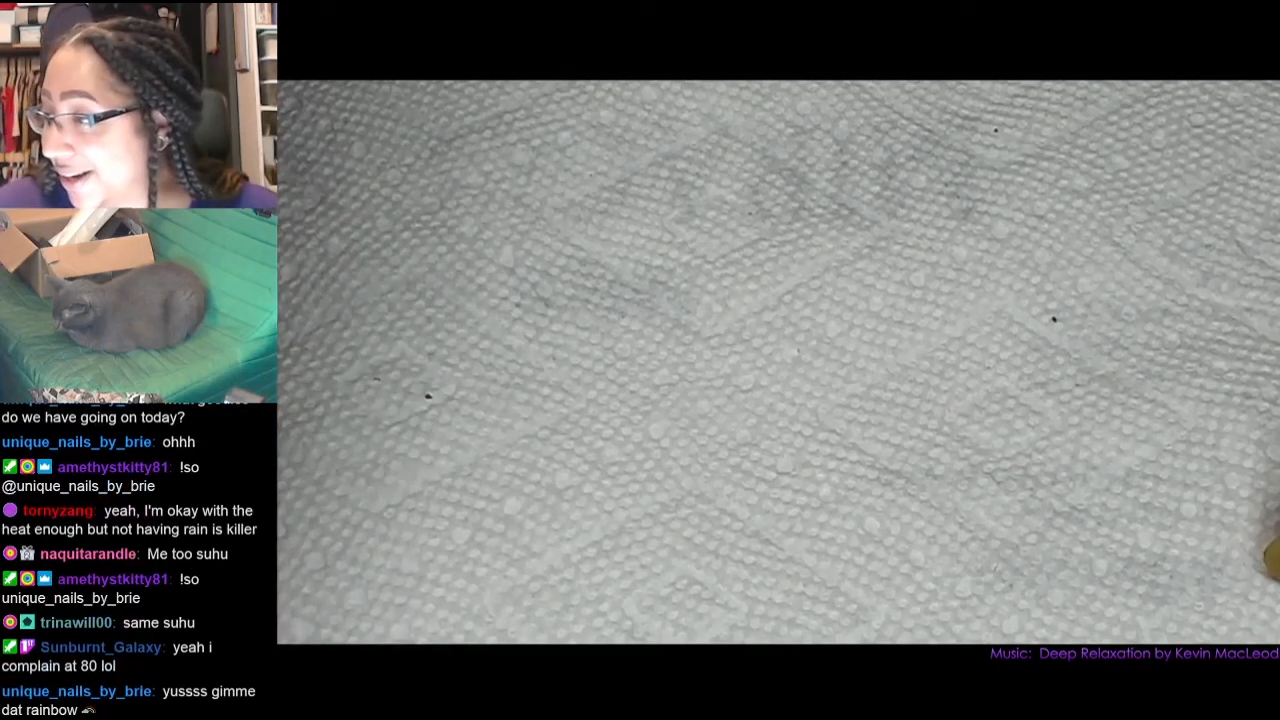 do we have going on today?
unique_nails_by_brie: ohhh
amethystkitty81: !so
@unique_nails_by_brie
tornyzang: yeah, I'm okay with the
heat enough but not having rain is killer
naquitarandle: Me too suhu
amethystkitty81: !so
unique_nails_by_brie
trinawill00: same suhu
Sunburnt_Galaxy: yeah i
complain at 80 lol
unique_nails_by_brie: yussss gimme
dat rainbow
Music: Deep Relaxation by Kevin MacLeod